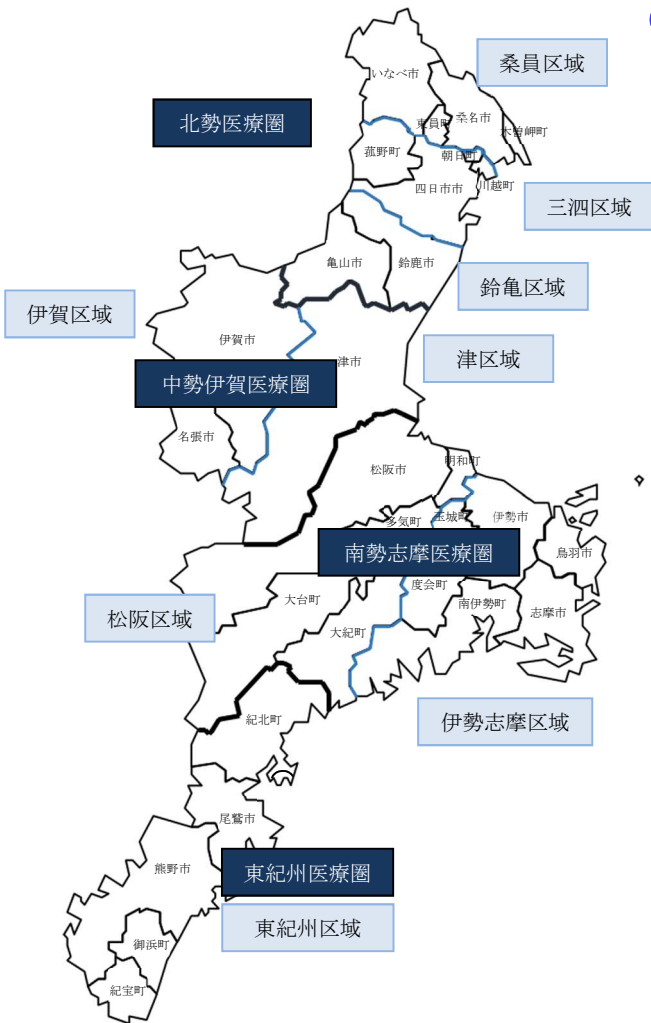 桑員区域
いなべ市
北勢医療圏
東員町
桑名市
木曽岬町
菰野町
朝日町
川越町
四日市市
三泗区域
亀山市
鈴鹿市
鈴亀区域
伊賀区域
伊賀市
津市
津区域
中勢伊賀医療圏
名張市
松阪市
明和町
多気町
玉城町
伊勢市
鳥羽市
南勢志摩医療圏
大台町
度会町
南伊勢町
志摩市
松阪区域
大紀町
伊勢志摩区域
紀北町
尾鷲市
熊野市
東紀州医療圏
東紀州区域
御浜町
紀宝町